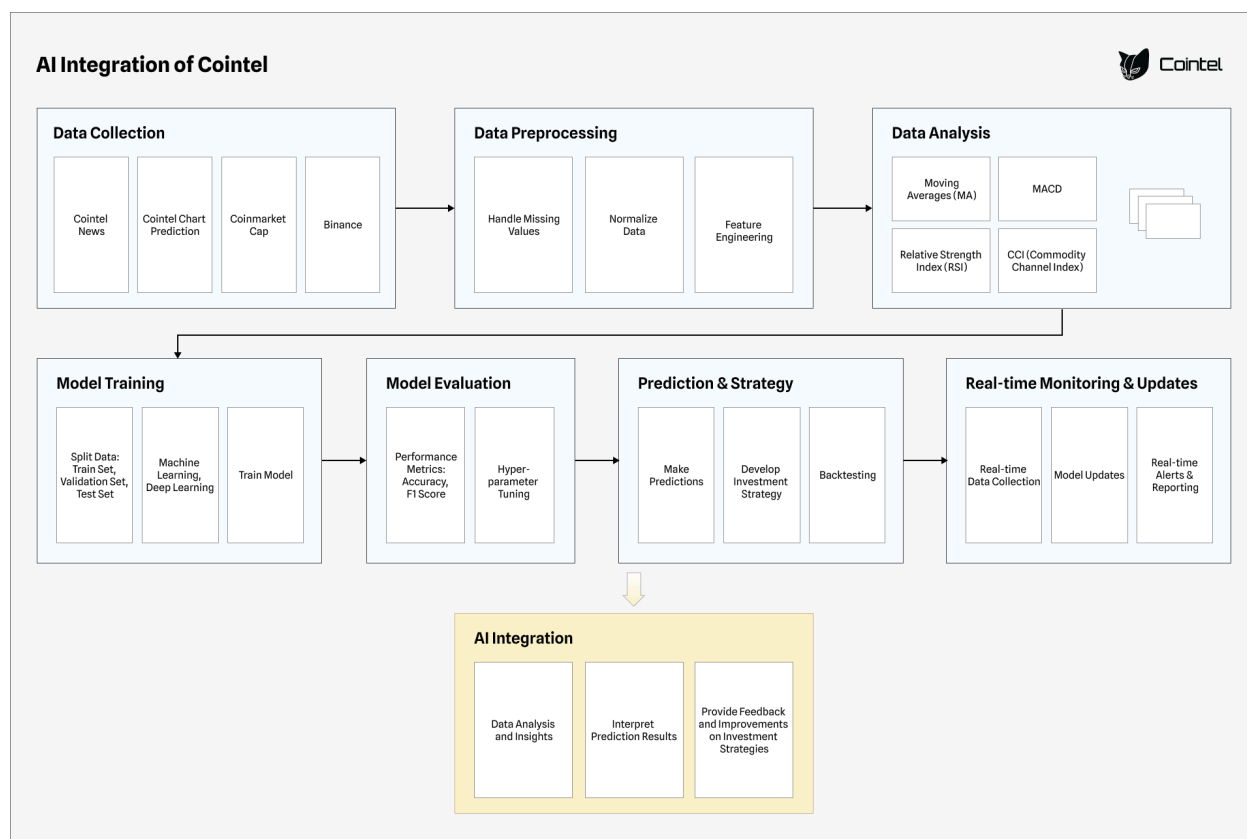 AI Integration of Cointel
Cointel
Data Collection
Cointel
News
Cointel Chart
Prediction
Coinmarket
Cap
Binance
Data Preprocessing
Handle Missing
Values
Normalize
Data
Feature
Engineering
Data Analysis
Moving
Averages (MA)
MACD
Relative Strength
Index (RSI)
CCI (Commodity
Channel Index)
Model Training
Split Data:
Train Set,
Validation Set,
Test Set
Machine
Learning,
Deep Learning
Train Model
Model Evaluation
Performance
Metrics:
Accuracy,
F1 Score
Hyper-
parameter
Tuning
Prediction & Strategy
Make
Predictions
Develop
Investment
Strategy
Backtesting
Real-time Monitoring & Updates
Real-time
Data Collection
Model Updates
Real-time
Alerts &
Reporting
AI Integration
Data Analysis
and Insights
Interpret
Prediction Results
Provide Feedback
and Improvements
on Investment
Strategies